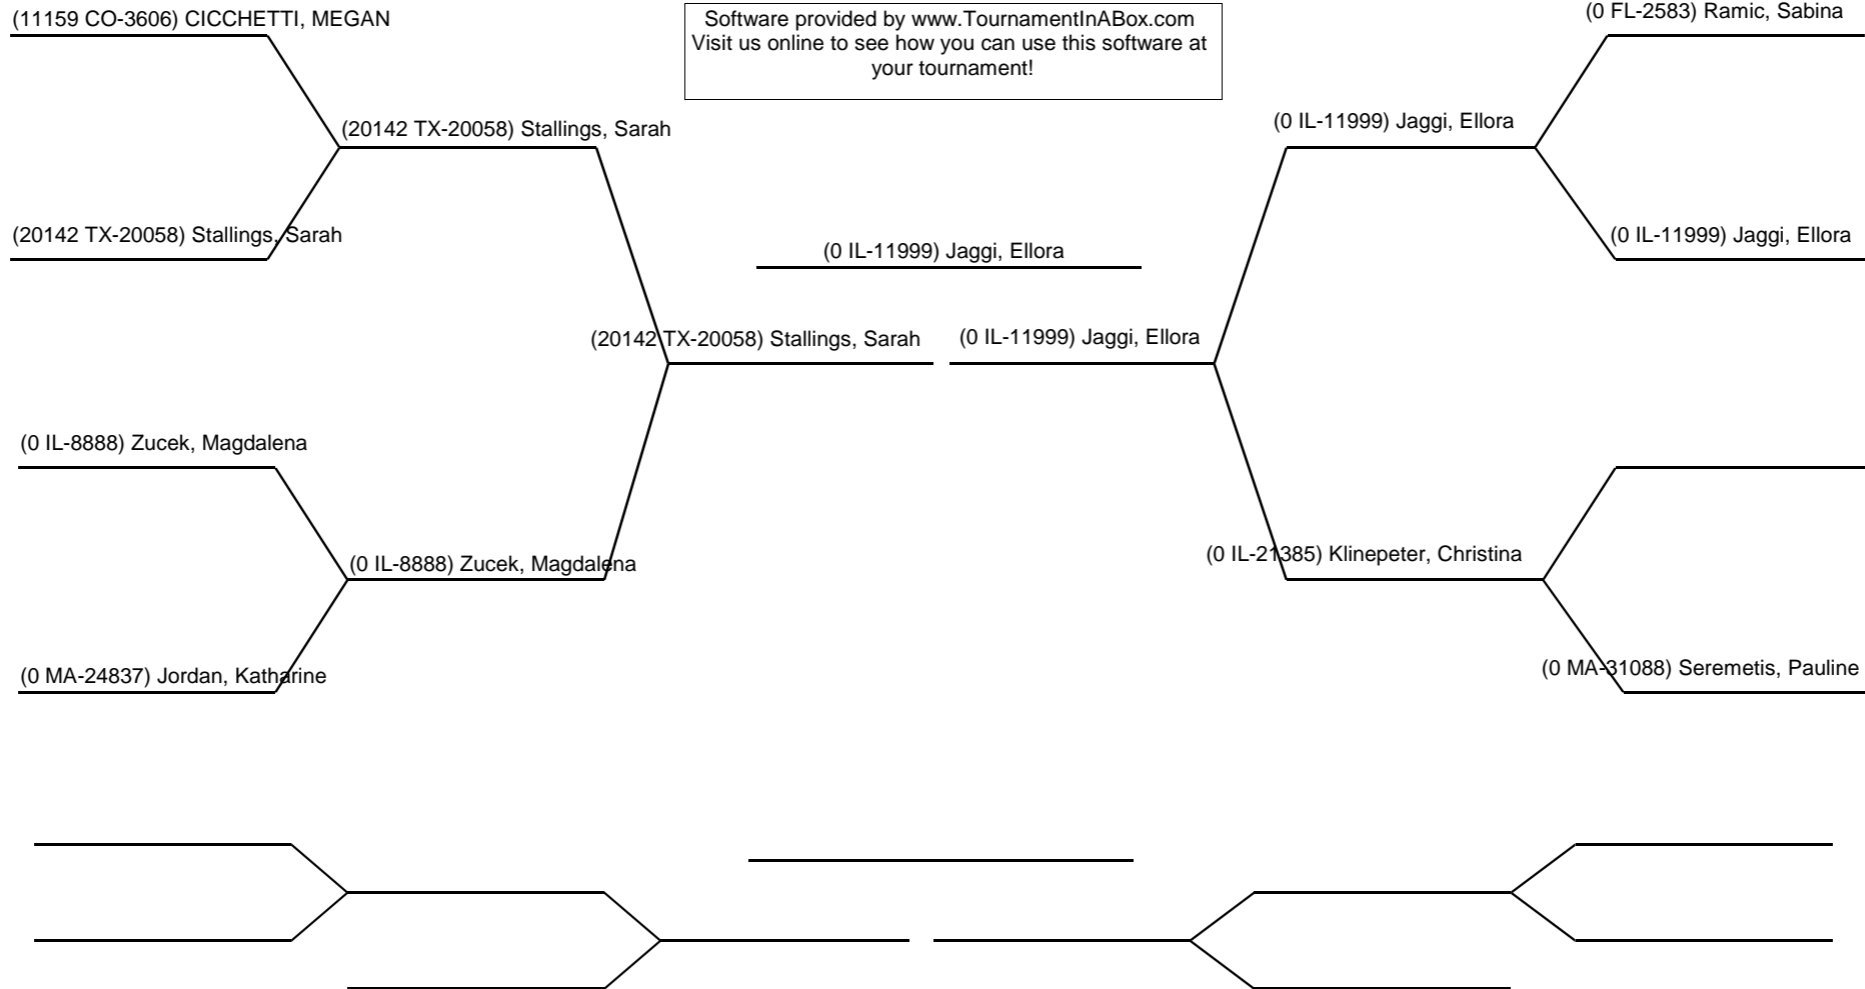 (11159 CO-3606) CICCHETTI, MEGAN
Software provided by www.TournamentInABox.com
Visit us online to see how you can use this software at
your tournament!
(0 FL-2583) Ramic, Sabina
(20142 TX-20058) Stallings, Sarah
(0 IL-11999) Jaggi, Ellora
(20142 TX-20058) Stallings, Sarah
(0 IL-11999) Jaggi, Ellora
(0 IL-11999) Jaggi, Ellora
(20142 TX-20058) Stallings, Sarah
(0 IL-11999) Jaggi, Ellora
(0 IL-8888) Zucek, Magdalena
(0 IL-8888) Zucek, Magdalena
(0 IL-21385) Klinepeter, Christina
(0 MA-24837) Jordan, Katharine
(0 MA-31088) Seremetis, Pauline